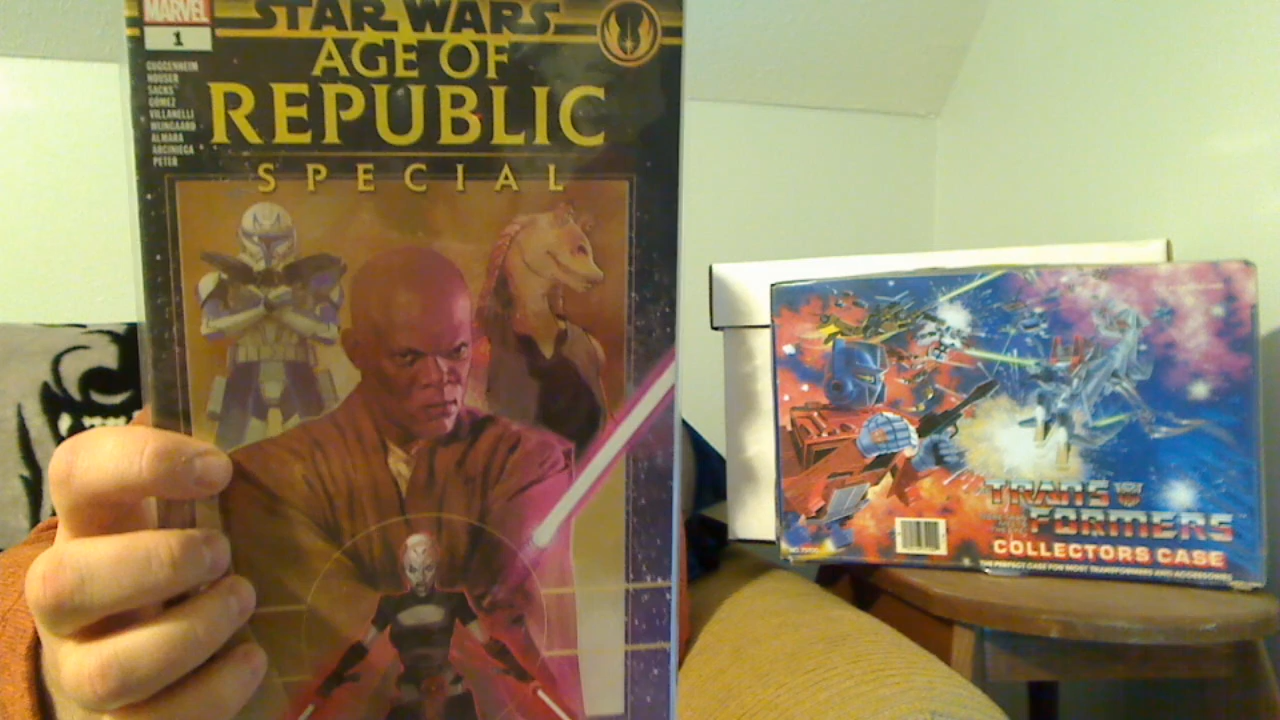 MARVEL
1
STAR WARS
AGE OF
REPUBLIC
SPECIAL
GUGGENHEIM
HOUSER
SACKS
GÓMEZ
VILLANELLI
WIJNGAARD
ALMARA
ARCINIEGA
PETER
TRANS
FORMERS
COLLECTORS CASE
THE PERFECT CASE FOR MOST TRANSFORMERS AND ACCESSORIES